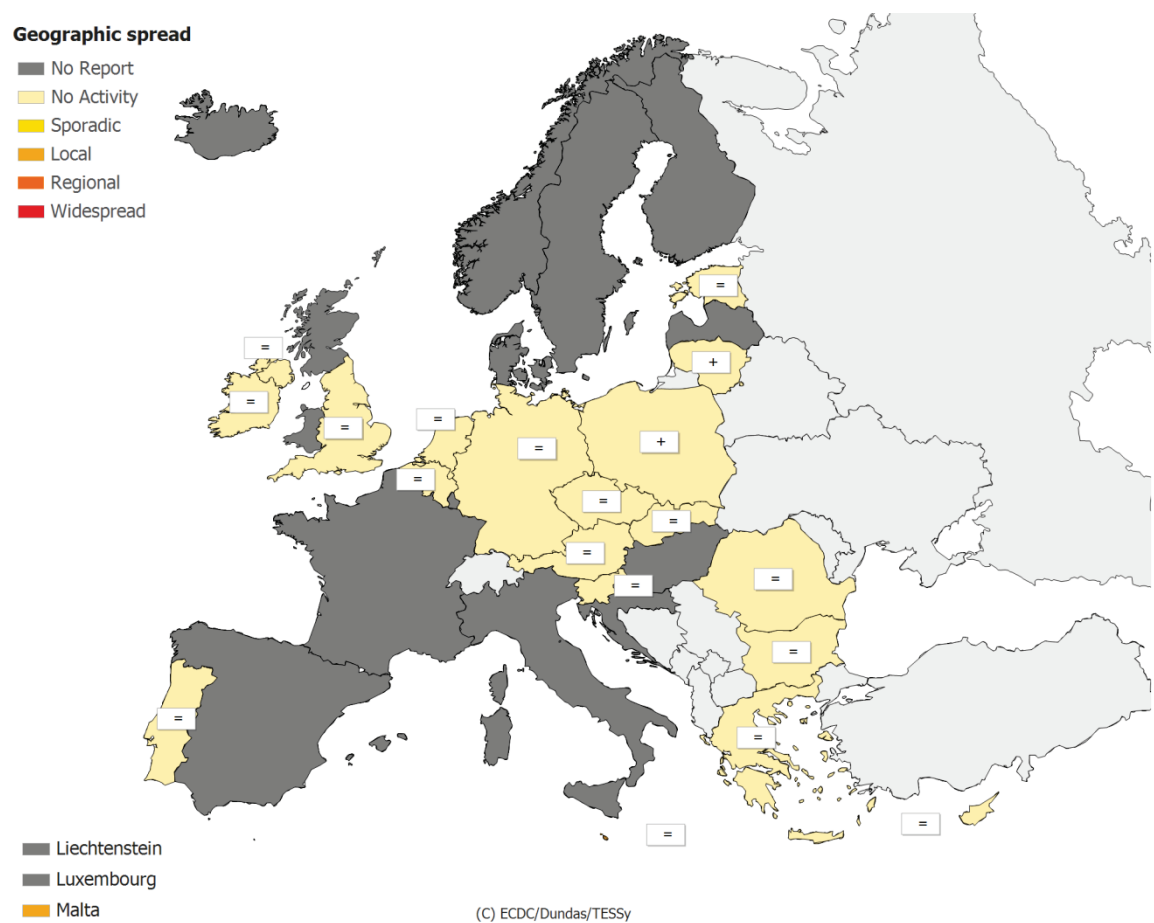 Geographic spread
No Report
No Activity
Sporadic
Local
Regional
Widespread
=
+
=
=
=
=
=
+
=
=
=
=
=
=
=
=
=
=
=
Liechtenstein
Luxembourg
Malta
(C) ECDC/Dundas/TESSy